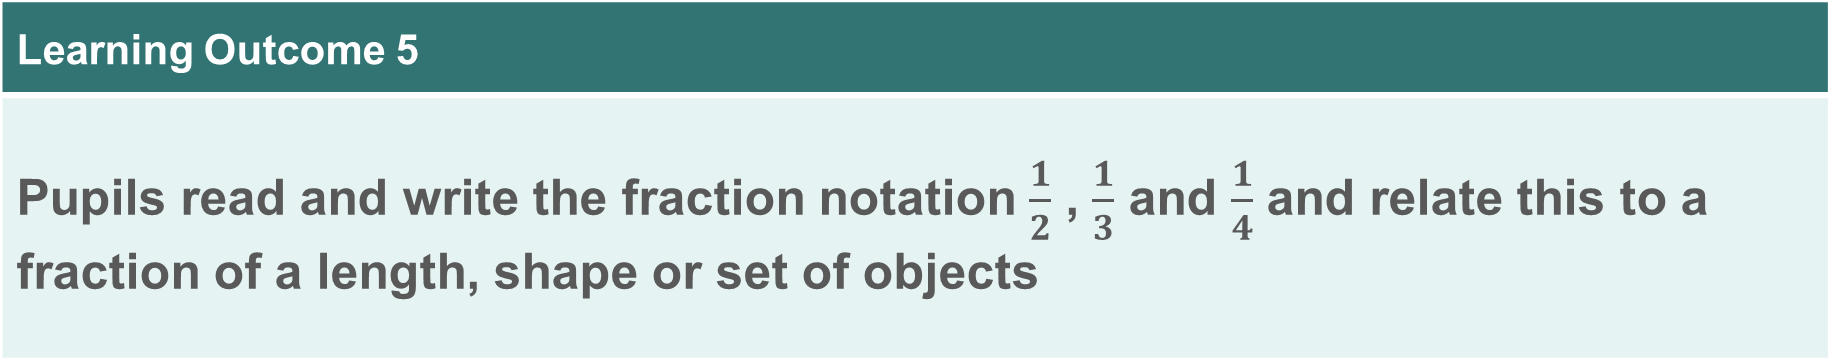 Learning Outcome 5
Pupils read and write the fraction notation 1/2 , 1/3 and 1/4 and relate this to a
fraction of a length, shape or set of objects